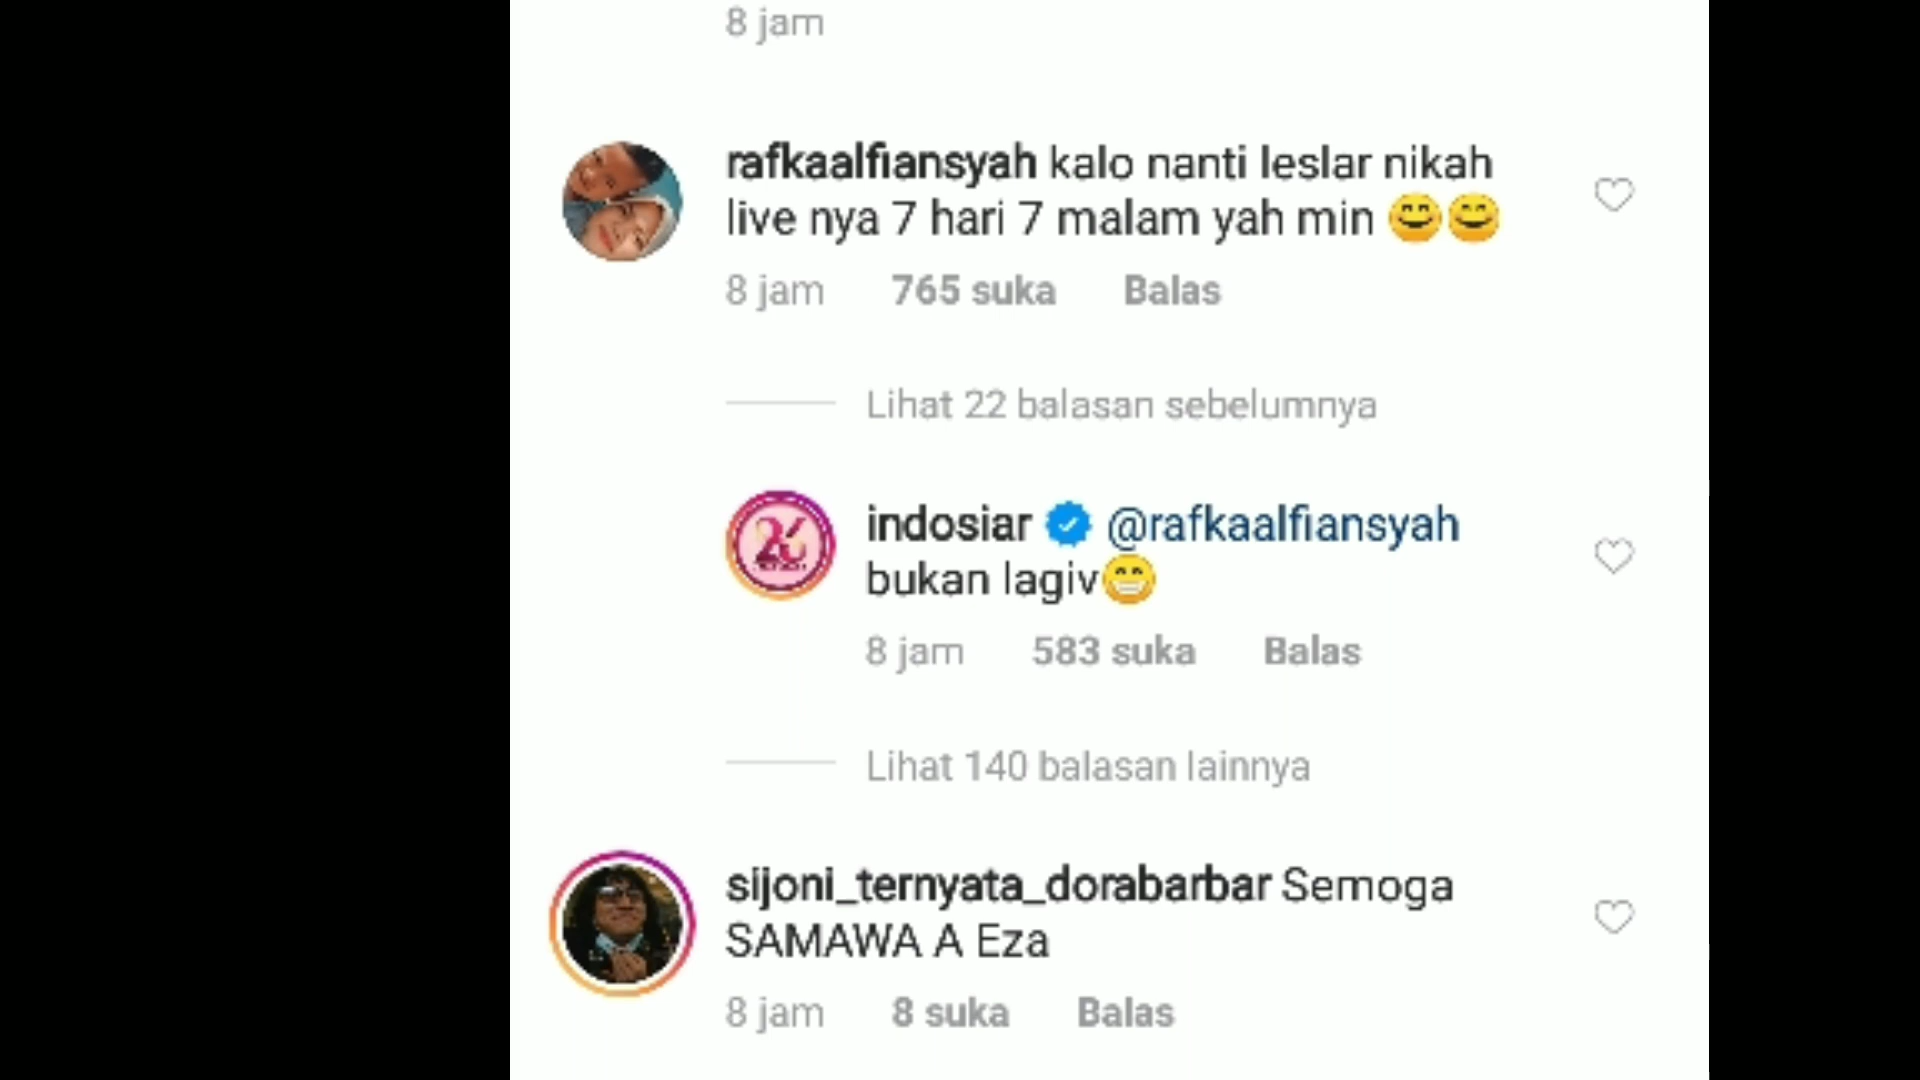 8 jam
rafkaalfiansyah kalo nanti leslar nikah
live nya 7 hari 7 malam yah min 😊😊
8 jam 765 suka Balas
Lihat 22 balasan sebelumnya
26
indosiar @rafkaalfiansyah
bukan lagiv😁
8 jam 583 suka Balas
Lihat 140 balasan lainnya
sijoni_ternyata_dorabarbar Semoga
SAMAWA A Eza
8 jam 8 suka Balas